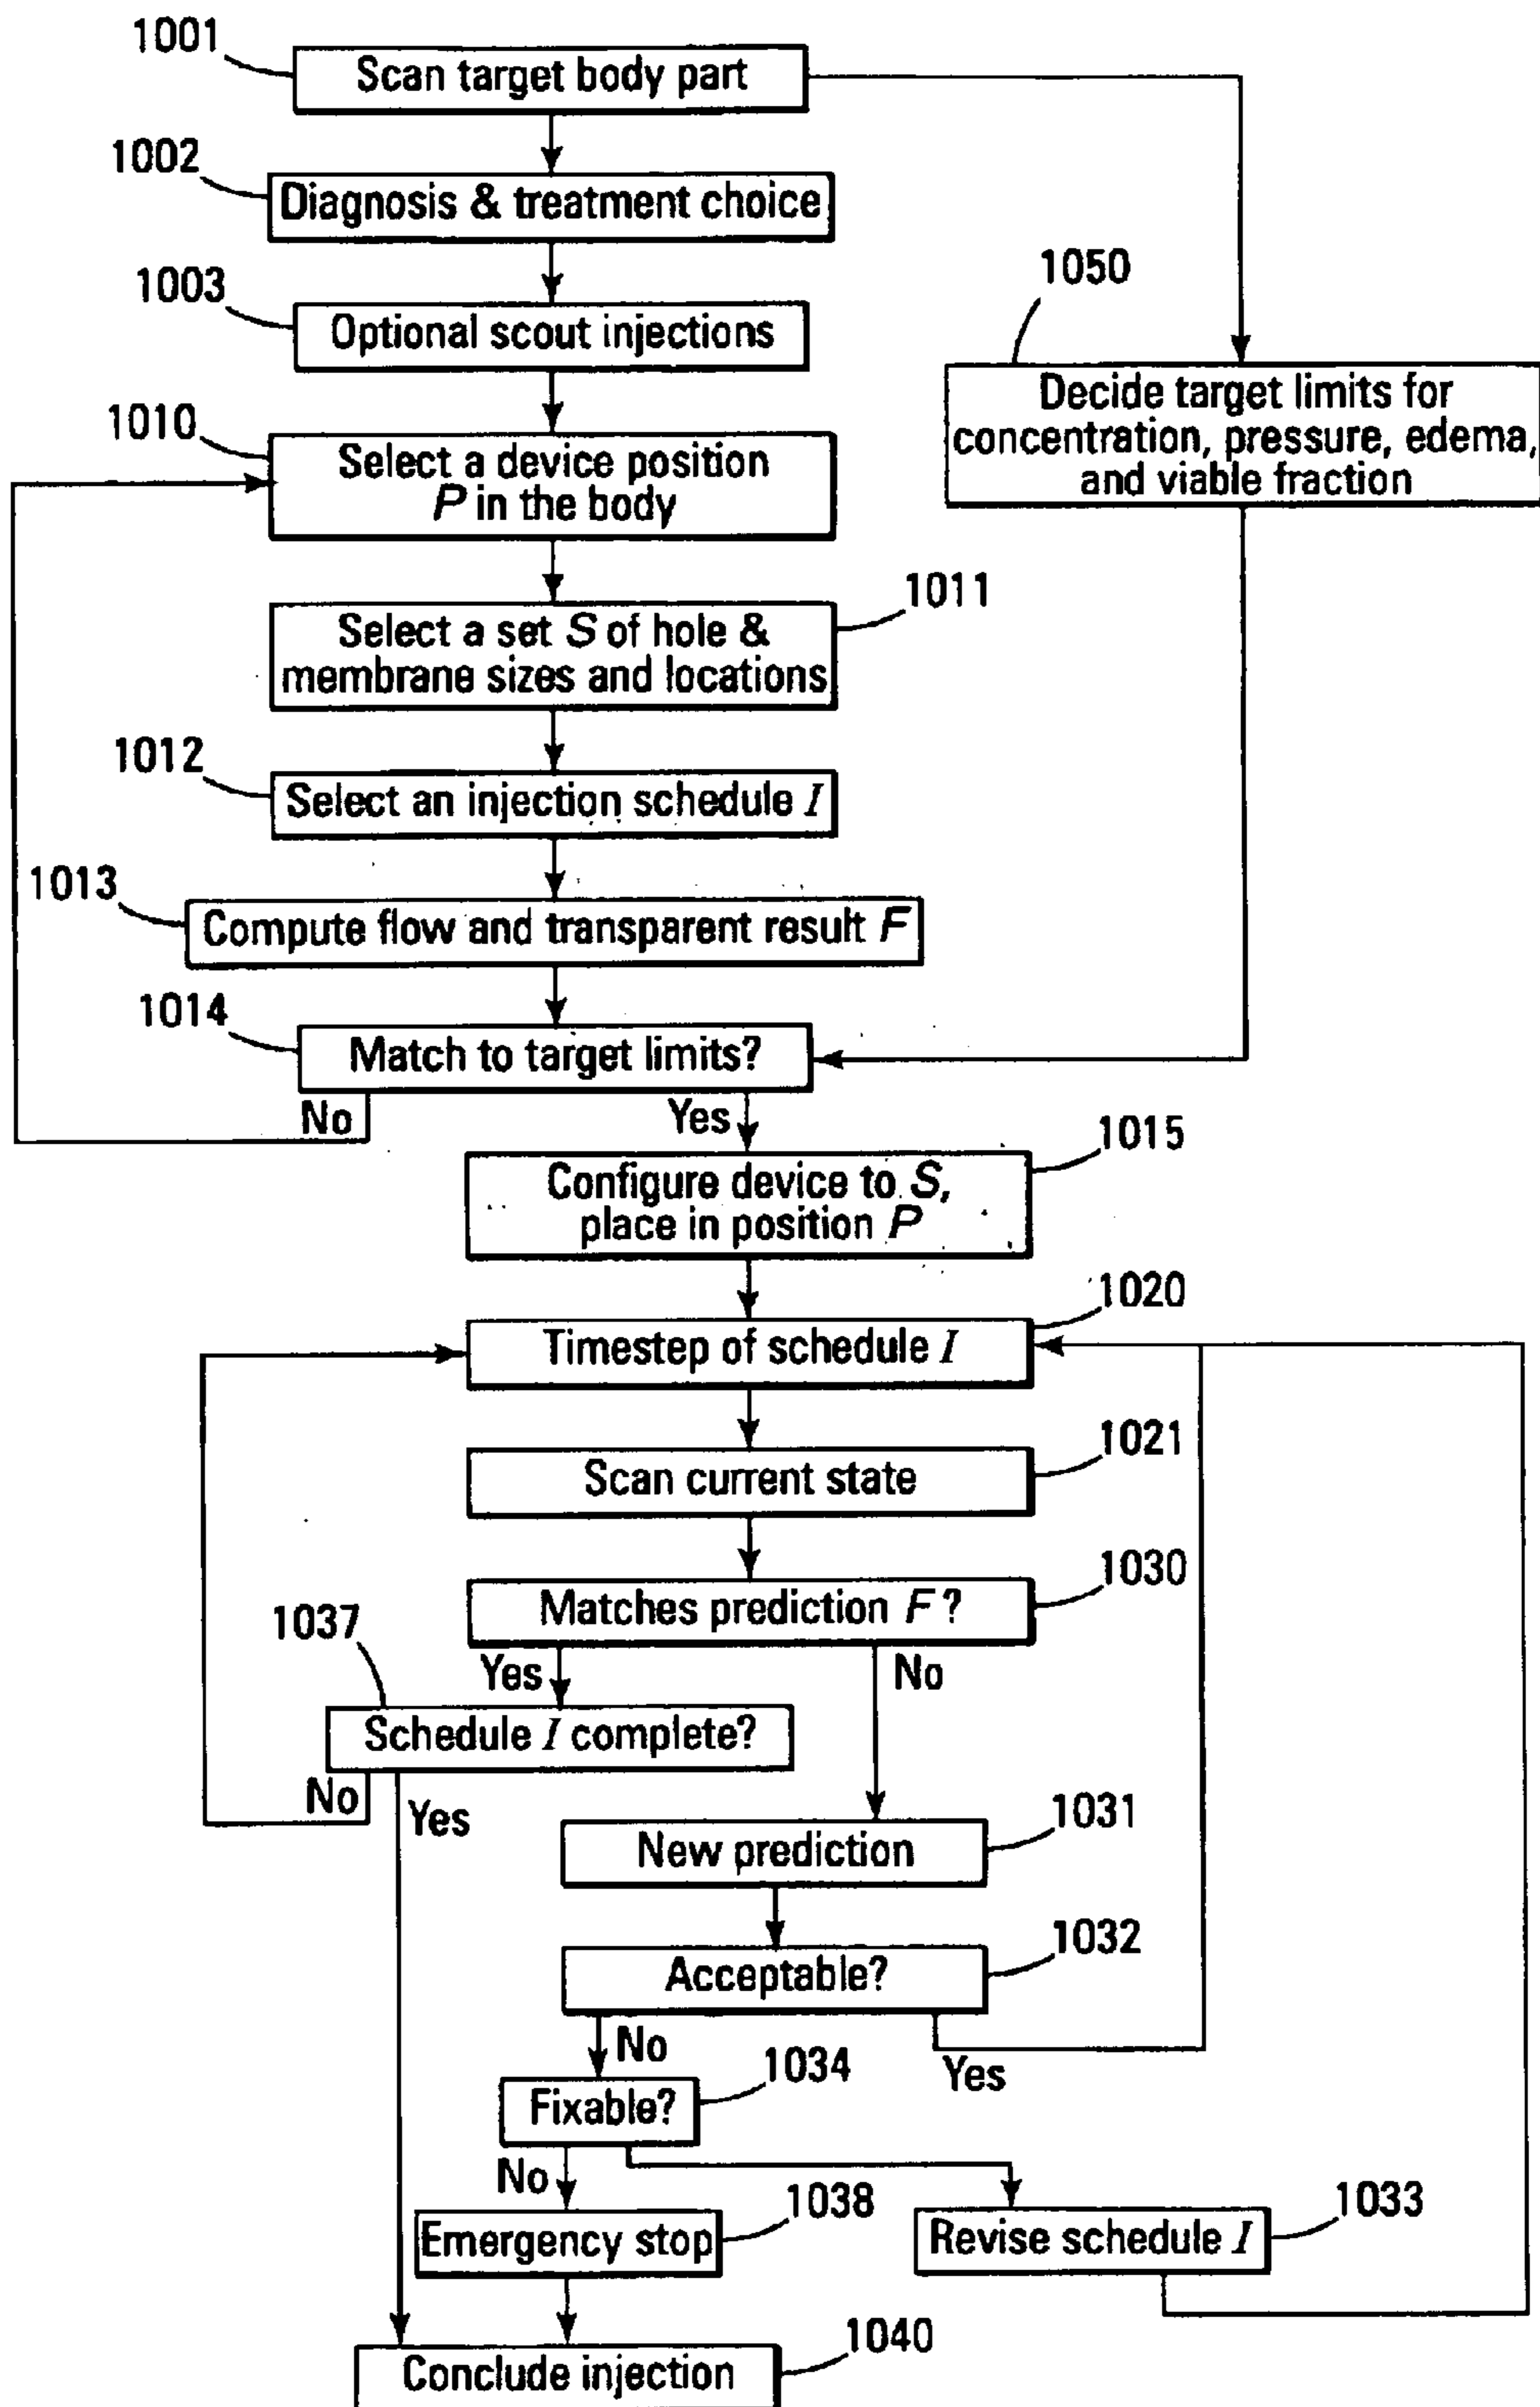 1001
Scan target body part
1002
Diagnosis & treatment choice
1003
Optional scout injections
1050
Decide target limits for
concentration, pressure, edema,
and viable fraction
1010
Select a device position
P in the body
1011
Select a set S of hole &
membrane sizes and locations
1012
Select an injection schedule I
1013
Compute flow and transparent result F
1014
Match to target limits?
No
Yes
1015
Configure device to S,
place in position P
1020
Timestep of schedule I
1021
Scan current state
1030
Matches prediction F?
1037
Yes
No
Schedule I complete?
No
Yes
1031
New prediction
1032
Acceptable?
No
Yes
1034
Fixable?
No
1038
Emergency stop
1033
Revise schedule I
1040
Conclude injection